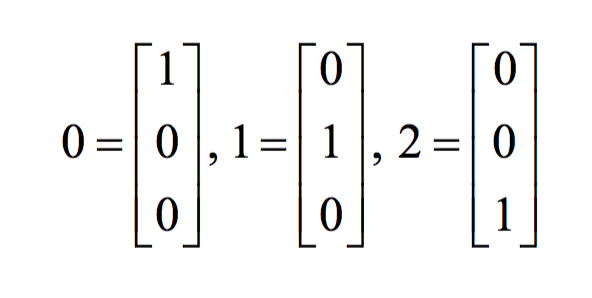 0 = [1 0 0], 1 = [0 1 0], 2 = [0 0 1]